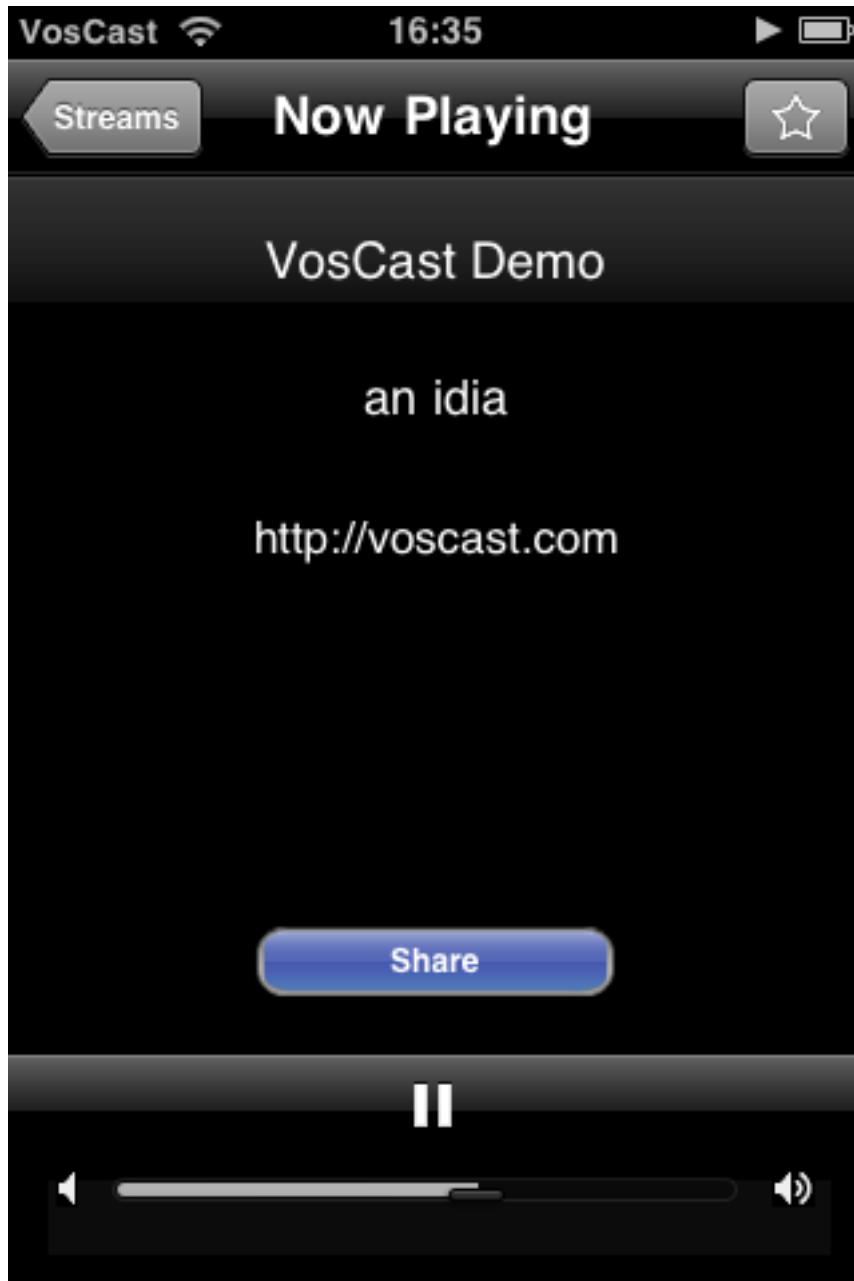 VosCast 16:35
Streams Now Playing
VosCast Demo
an idia
http://voscast.com
Share